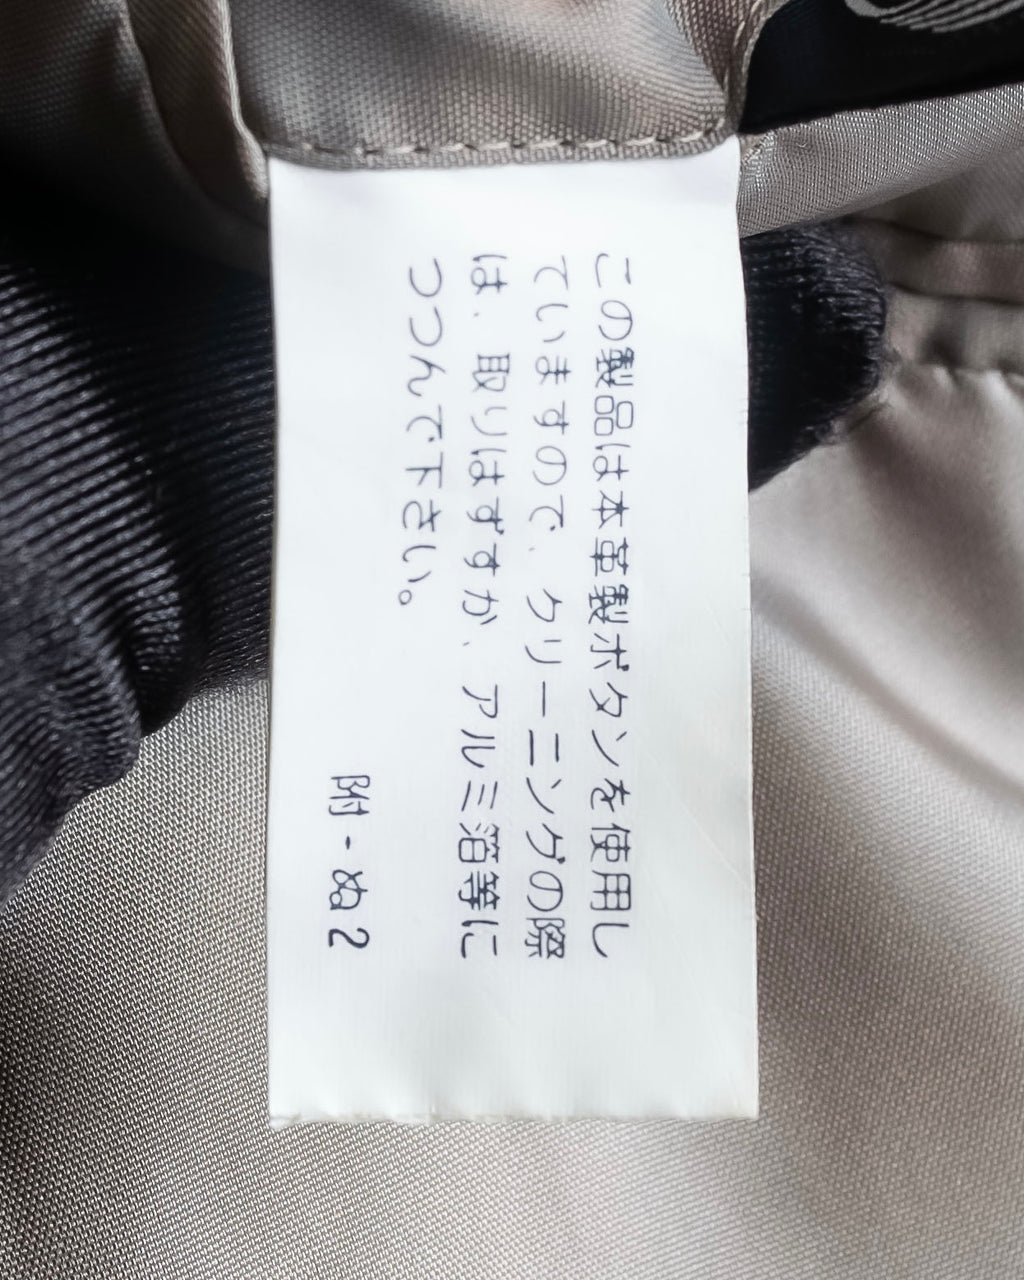 この製品は本革製ボタンを使用し
ていますので、クリーニングの際
は、取りはずすか、アルミ箔等に
つつんで下さい。
附-ぬ2